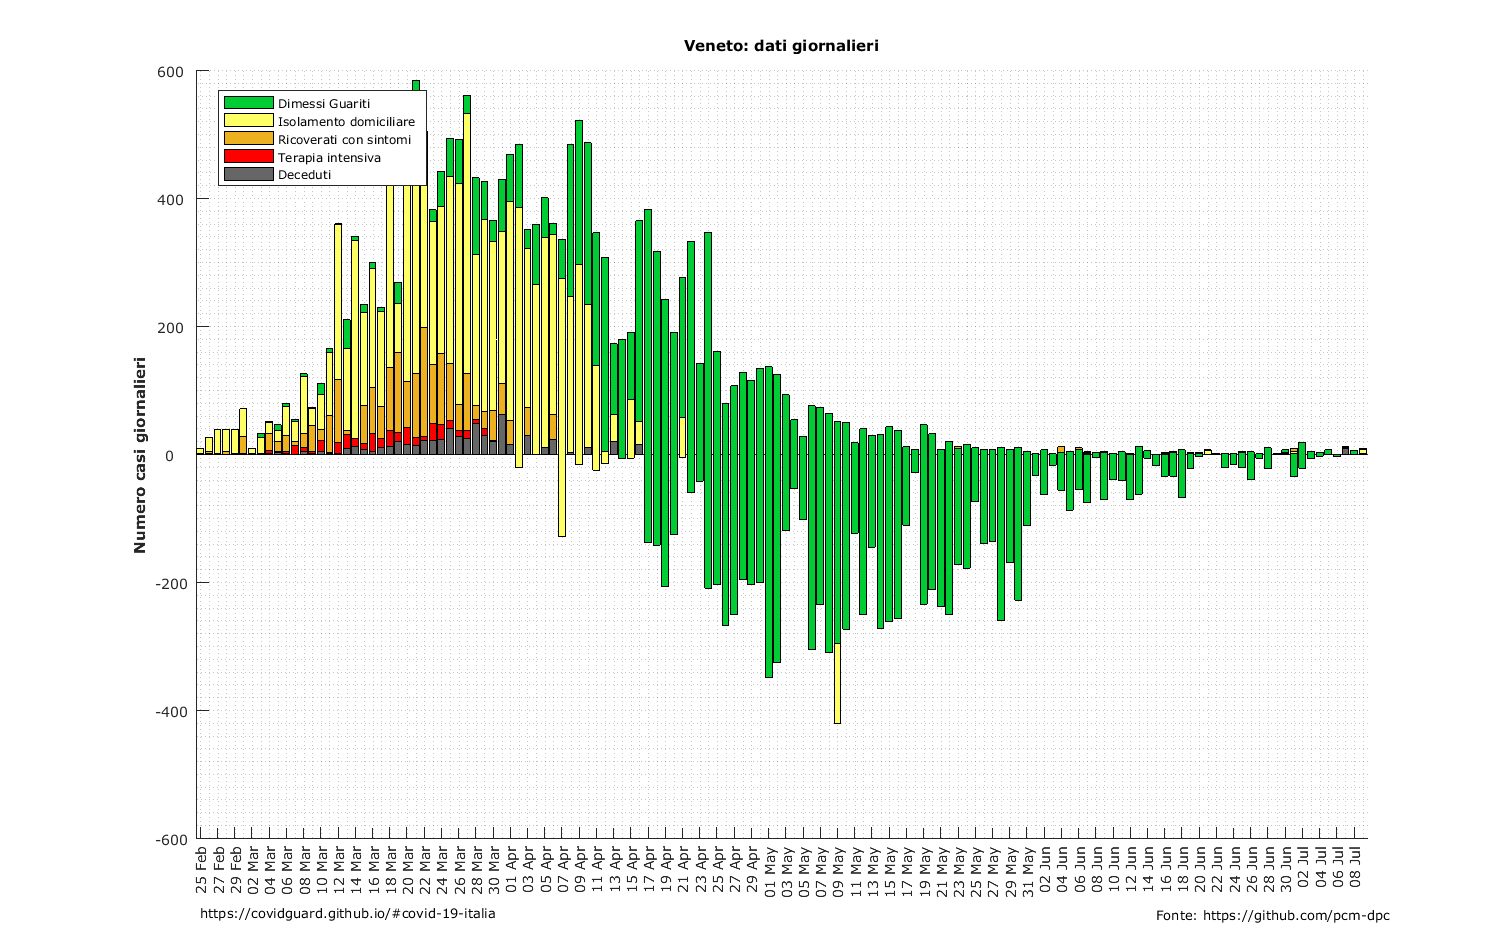 Veneto: dati giornalieri
600
400
200
0
-200
-400
-600
Numero casi giornalieri
Dimessi Guariti
Isolamento domiciliare
Ricoverati con sintomi
Terapia intensiva
Deceduti
25 Feb
27 Feb
29 Feb
02 Mar
04 Mar
06 Mar
08 Mar
10 Mar
12 Mar
14 Mar
16 Mar
18 Mar
20 Mar
22 Mar
24 Mar
26 Mar
28 Mar
30 Mar
01 Apr
03 Apr
05 Apr
07 Apr
09 Apr
11 Apr
13 Apr
15 Apr
17 Apr
19 Apr
21 Apr
23 Apr
25 Apr
27 Apr
29 Apr
01 May
03 May
05 May
07 May
09 May
11 May
13 May
15 May
17 May
19 May
21 May
23 May
25 May
27 May
29 May
31 May
02 Jun
04 Jun
06 Jun
08 Jun
10 Jun
12 Jun
14 Jun
16 Jun
18 Jun
20 Jun
22 Jun
24 Jun
26 Jun
28 Jun
30 Jun
02 Jul
04 Jul
06 Jul
08 Jul
https://covidguard.github.io/#covid-19-italia
Fonte: https://github.com/pcm-dpc